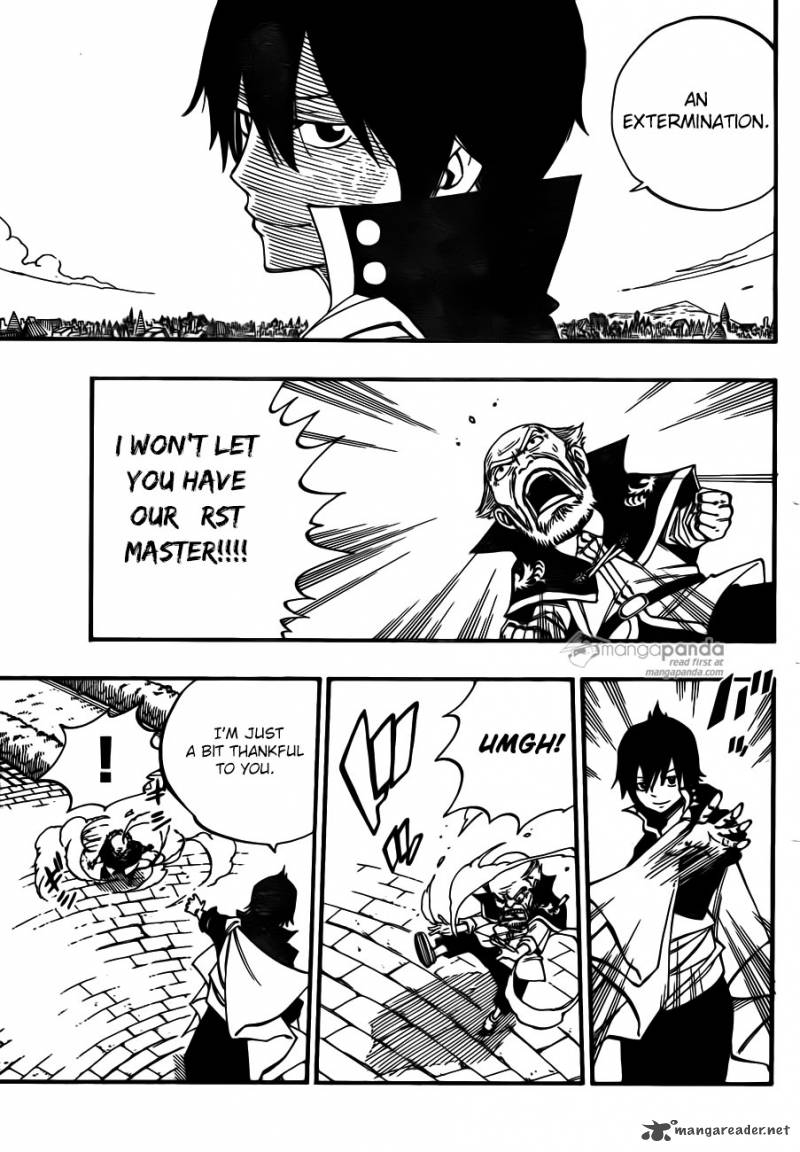 AN
EXTERMINATION.
I WON'T LET
YOU HAVE
OUR RST
MASTER!!!!
UMGH!
I'M JUST
A BIT THANKFUL
TO YOU.
!
mangapanda
read first at
mangapanda.com
mangareader.net